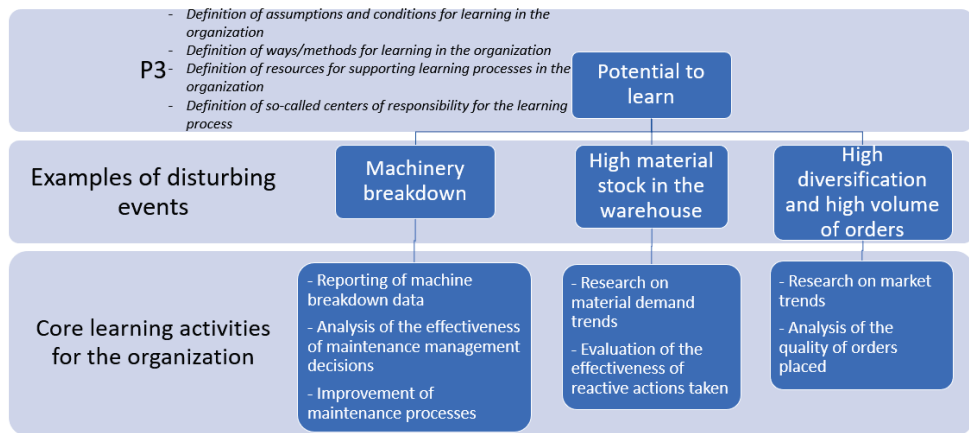 P3
- Definition of assumptions and conditions for learning in the
organization
- Definition of ways/methods for learning in the organization
- Definition of resources for supporting learning processes in the
organization
- Definition of so-called centers of responsibility for the learning
process
Potential to
learn
Examples of disturbing
events
Machinery
breakdown
High material
stock in the
warehouse
High
diversification
and high volume
of orders
Core learning activities
for the organization
- Reporting of machine
breakdown data
- Analysis of the effectiveness
of maintenance management
decisions
- Improvement of
maintenance processes
- Research on
material demand
trends
- Evaluation of the
effectiveness of
reactive actions taken
- Research on market
trends
- Analysis of the
quality of orders
placed